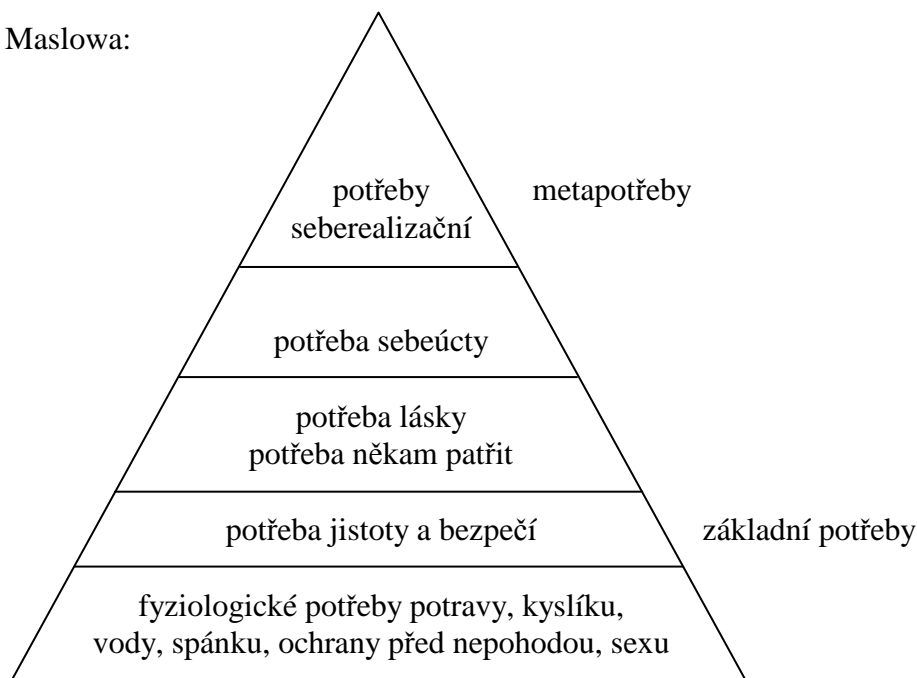 Maslowa:
potřeby
seberealizační
metapotřeby
potřeba sebeúcty
potřeba lásky
potřeba někam patřit
potřeba jistoty a bezpečí
základní potřeby
fyziologické potřeby potravy, kyslíku,
vody, spánku, ochrany před nepohodou, sexu